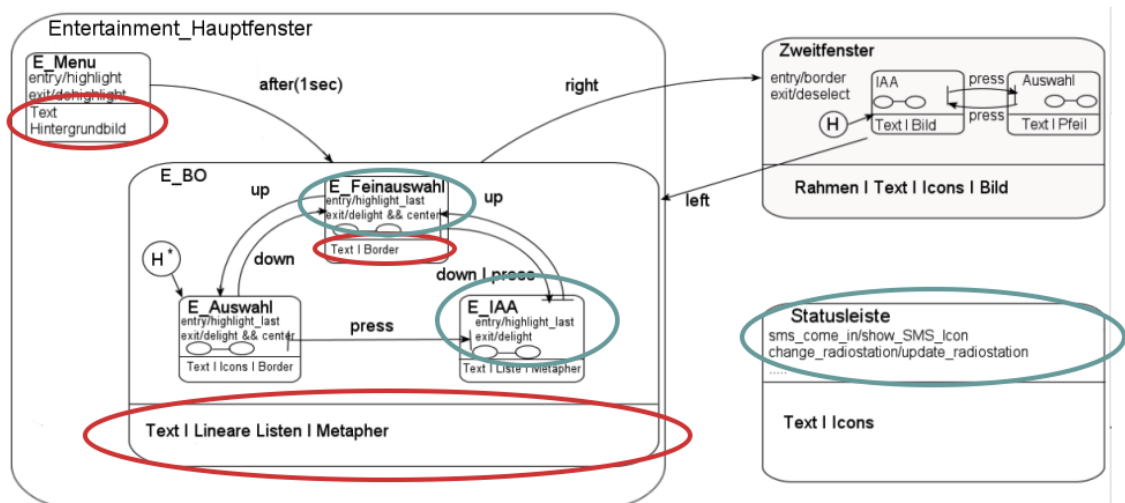 Entertainment_Hauptfenster
E_Menu
entry/highlight
exit/dehighlight
Text
Hintergrundbild
after(1sec)
right
E_BO
up
E_Feinauswahl
entry/highlight_last
exit/delight && center
Text I Border
up
down
down I press
H*
E_Auswahl
entry/highlight_last
exit/delight && center
Text I Icons I Border
press
E_IAA
entry/highlight_last
exit/delight
Text I Liste I Metapher
Text I Lineare Listen I Metapher
Zweitfenster
entry/border
exit/deselect
IAA
Text I Bild
press
press
Auswahl
Text I Pfeil
H
left
Rahmen I Text I Icons I Bild
Statusleiste
sms_come_in/show_SMS_Icon
change_radiostation/update_radiostation
.....
Text I Icons